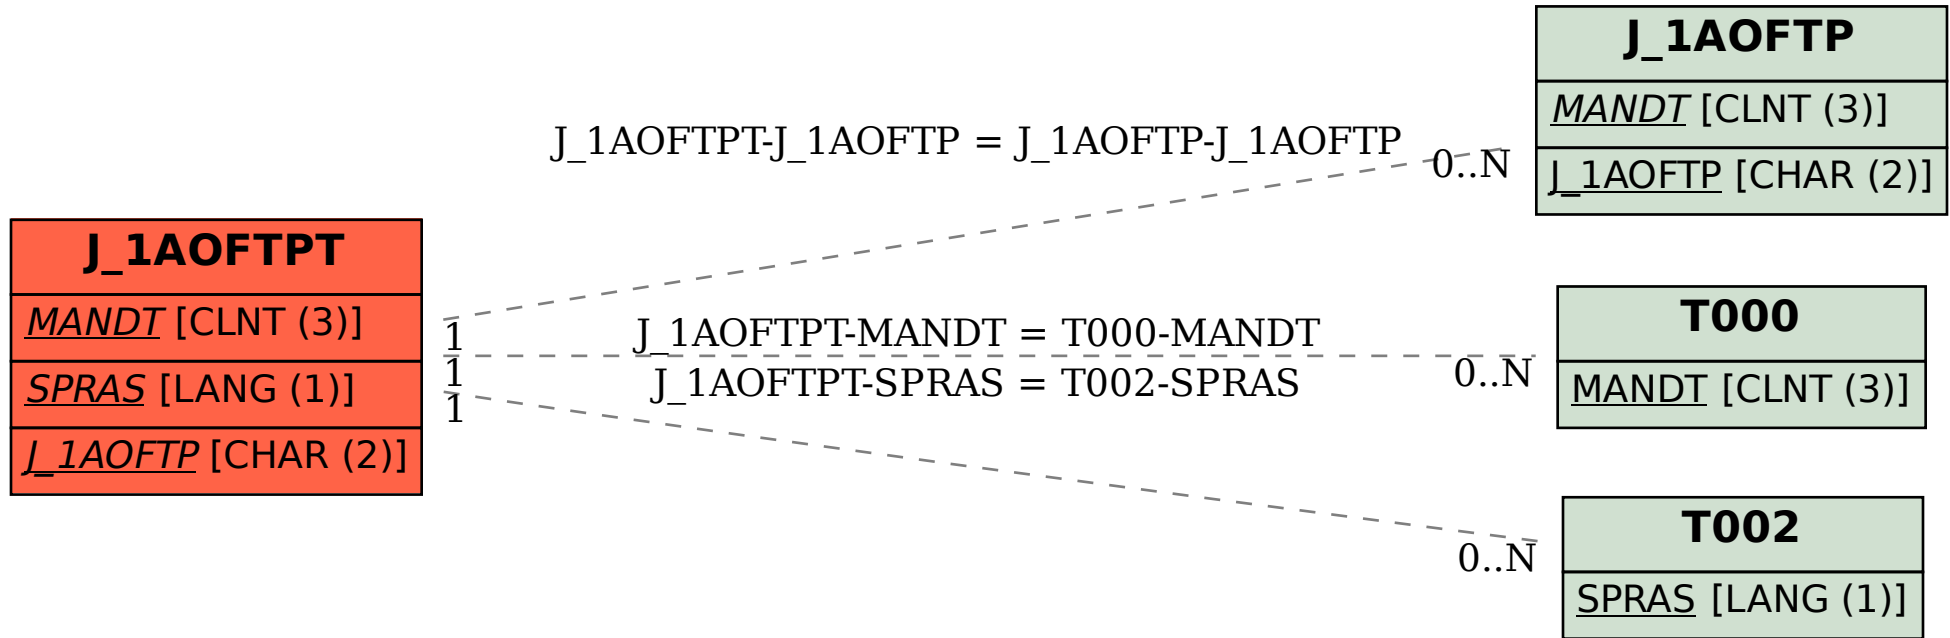 J_1AOFTP
MANDT [CLNT (3)]
J_1AOFTP [CHAR (2)]
J_1AOFTPT-J_1AOFTP = J_1AOFTP-J_1AOFTP
0..N
J_1AOFTPT
MANDT [CLNT (3)]
SPRAS [LANG (1)]
J_1AOFTP [CHAR (2)]
1
1
1
J_1AOFTPT-MANDT = T000-MANDT
J_1AOFTPT-SPRAS = T002-SPRAS
0..N
T000
MANDT [CLNT (3)]
0..N
T002
SPRAS [LANG (1)]